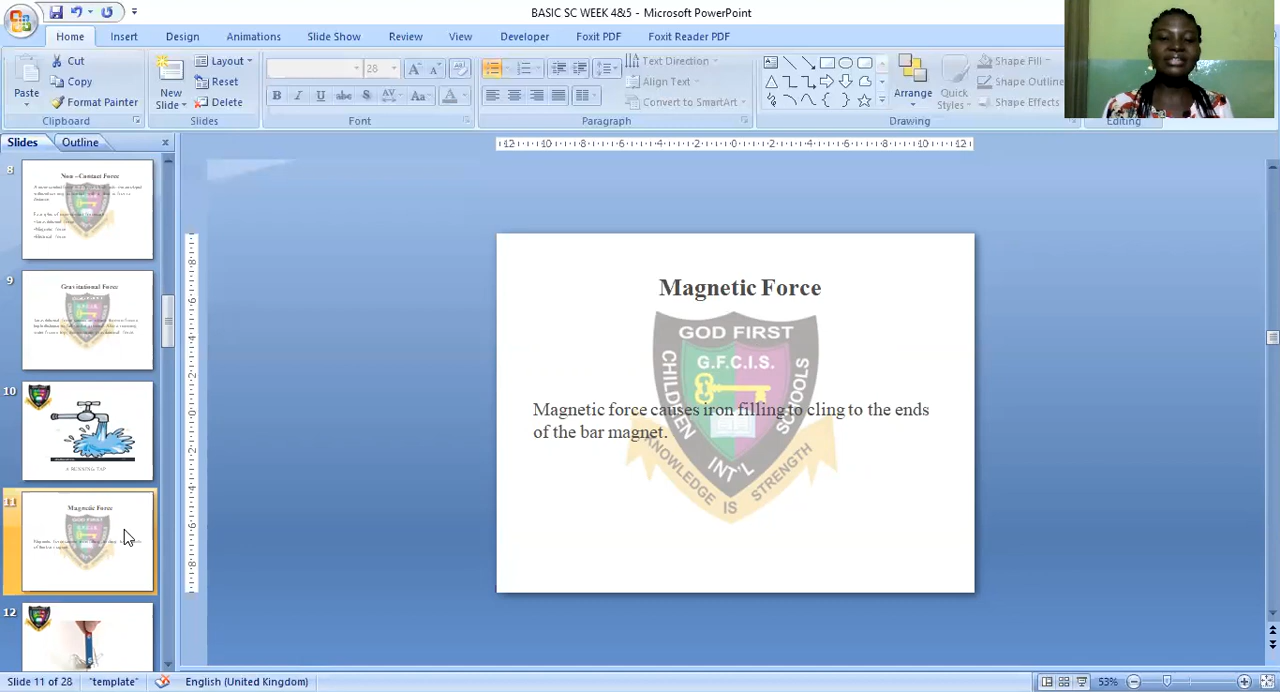 BASIC SC WEEK 4&5 - Microsoft PowerPoint
Home Insert Design Animations Slide Show Review View Developer Foxit PDF Foxit Reader PDF
Paste
Cut
Copy
Format Painter
Clipboard
New
Slide
Layout
Reset
Delete
Slides
28
B I U abc S AV Aa A
Font
Text Direction
Align Text
Convert to SmartArt
Paragraph
Arrange
Quick
Styles
Shape Fill
Shape Outline
Shape Effects
Drawing
Editing
Slides Outline
8
Non –Contact Force
9
Gravitational Force
10
A RUNNING TAP
11
Magnetic Force
12
Magnetic Force
GOD FIRST
G.F.C.I.S.
CHILDREN
SCHOOLS
INT'L
KNOWLEDGE IS STRENGTH
Magnetic force causes iron filling to cling to the ends
of the bar magnet.
Slide 11 of 28 "template" English (United Kingdom) 53%